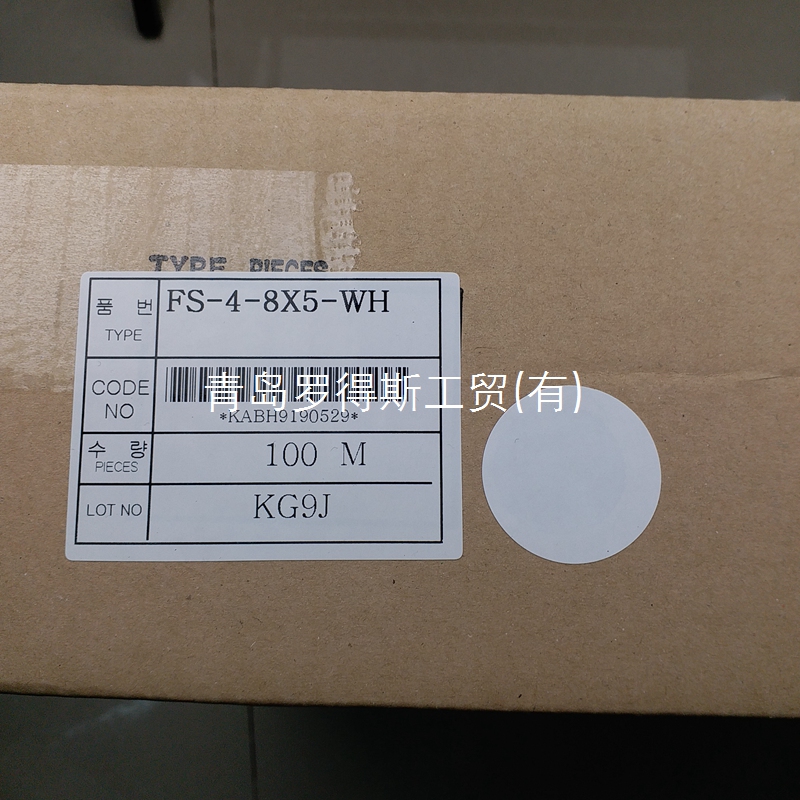 TYPE PIECES
품 번 FS-4-8X5-WH
TYPE
CODE NO
青岛罗得斯工贸(有)
*KABH9190529*
수 량 100 M
PIECES
LOT NO KG9J